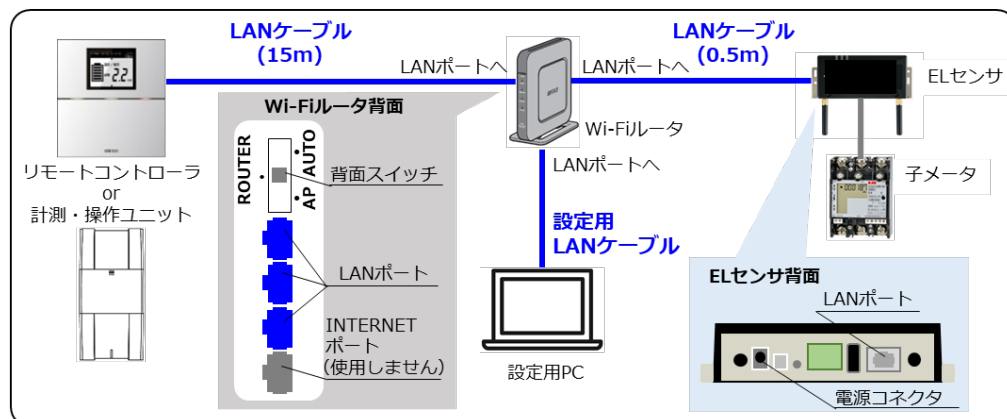 LANケーブル
(15m)
LANケーブル
(0.5m)
LANポートへ
LANポートへ
ELセンサ
Wi-Fiルータ背面
Wi-Fiルータ
LANポートへ
リモートコントローラ
or
計測・操作ユニット
ROUTER
AP AUTO
背面スイッチ
子メータ
設定用
LANケーブル
LANポート
INTERNET
ポート
(使用しません)
設定用PC
ELセンサ背面
LANポート
電源コネクタ